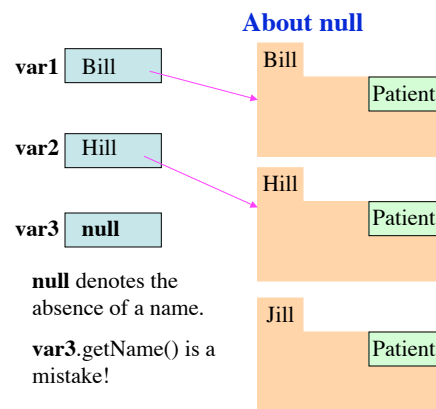 About null
var1 Bill
Bill
Patient
var2 Hill
Hill
Patient
var3 null
null denotes the
absence of a name.
var3.getName() is a
mistake!
Jill
Patient